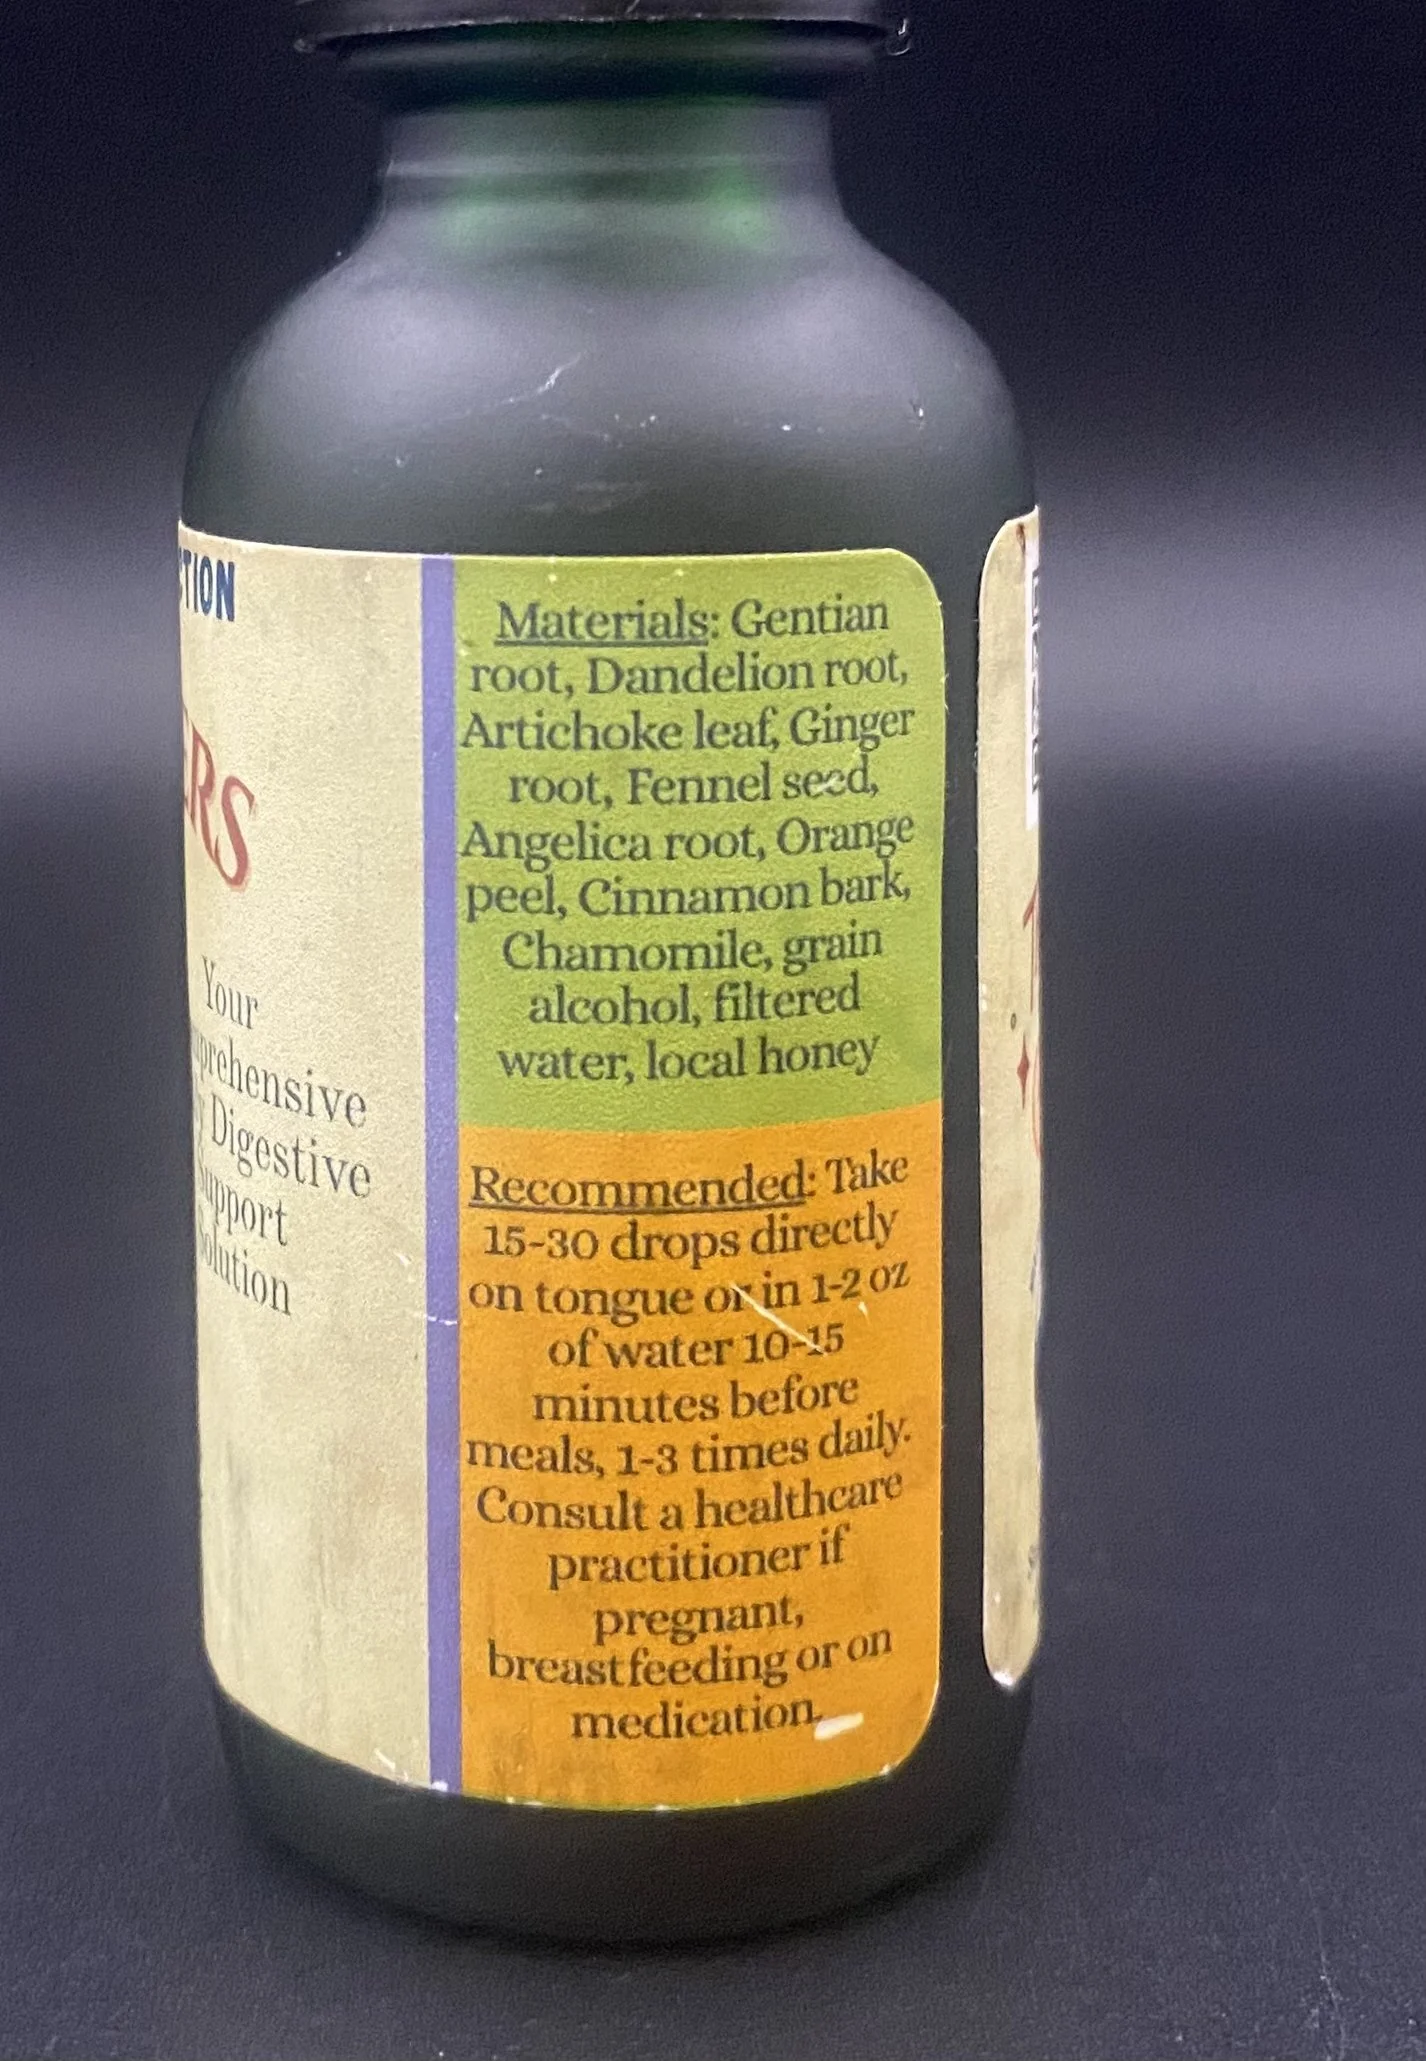 Your
Digestive
Materials: Gentian
root, Dandelion root,
Artichoke leaf, Ginger
root, Fennel seed,
Angelica root, Orange
peel, Cinnamon bark,
Chamomile, grain
alcohol, filtered
water, local honey
Recommended: Take
15-30 drops directly
on tongue or in 1-2 oz
of water 10-15
minutes before
meals, 1-3 times daily.
Consult a healthcare
practitioner if
pregnant,
breastfeeding or on
medication.